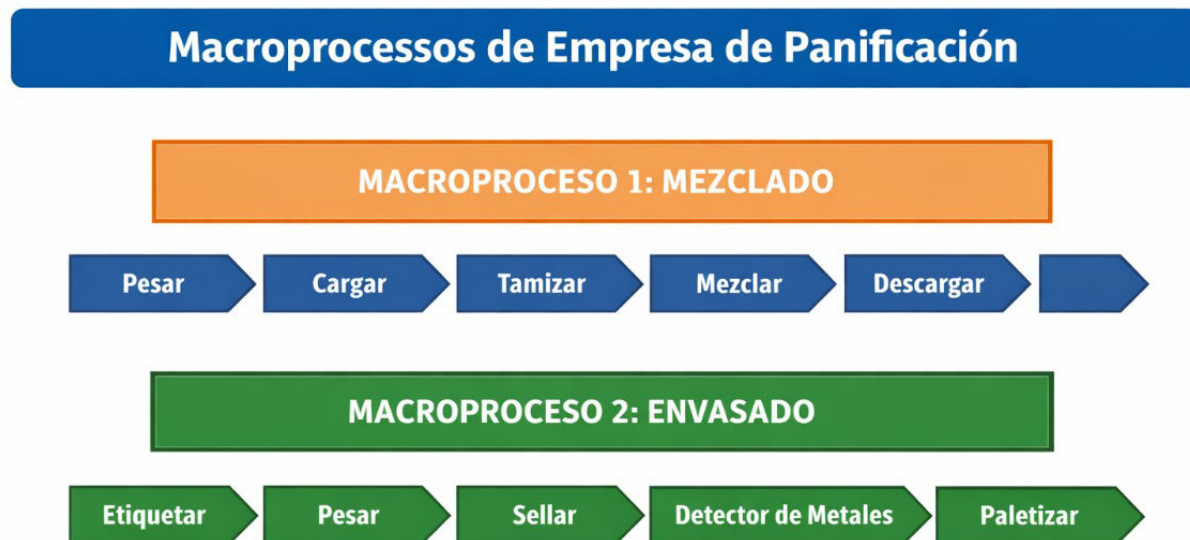 Macroprocessos de Empresa de Panificación
MACROPROCESO 1: MEZCLADO
Pesar Cargar Tamizar Mezclar Descargar
MACROPROCESO 2: ENVASADO
Etiquetar Pesar Sellar Detector de Metales Paletizar